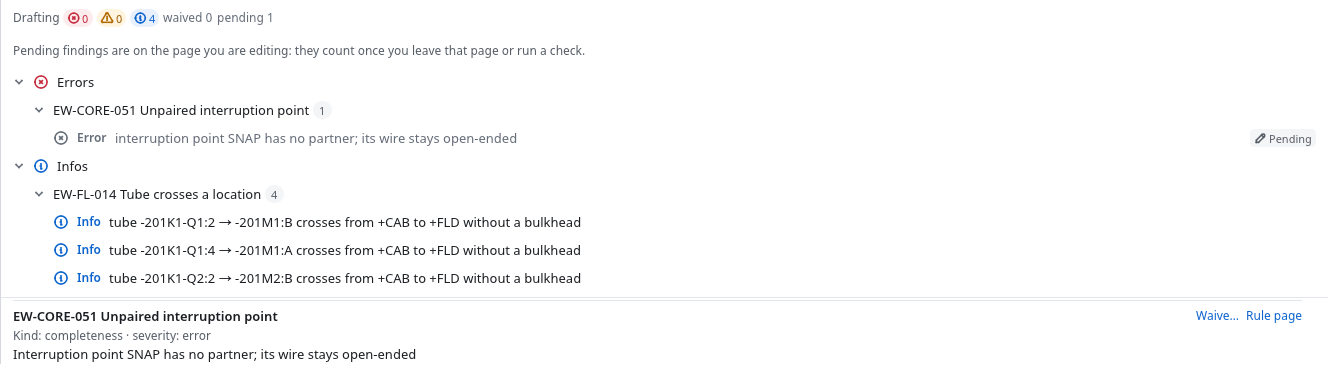 Drafting 0 0 4 waived 0 pending 1
Pending findings are on the page you are editing: they count once you leave that page or run a check.
Errors
EW-CORE-051 Unpaired interruption point 1
Error interruption point SNAP has no partner; its wire stays open-ended Pending
Infos
EW-FL-014 Tube crosses a location 4
Info tube -201K1-Q1:2 → -201M1:B crosses from +CAB to +FLD without a bulkhead
Info tube -201K1-Q1:4 → -201M1:A crosses from +CAB to +FLD without a bulkhead
Info tube -201K1-Q2:2 → -201M2:B crosses from +CAB to +FLD without a bulkhead
EW-CORE-051 Unpaired interruption point Waive... Rule page
Kind: completeness · severity: error
Interruption point SNAP has no partner; its wire stays open-ended